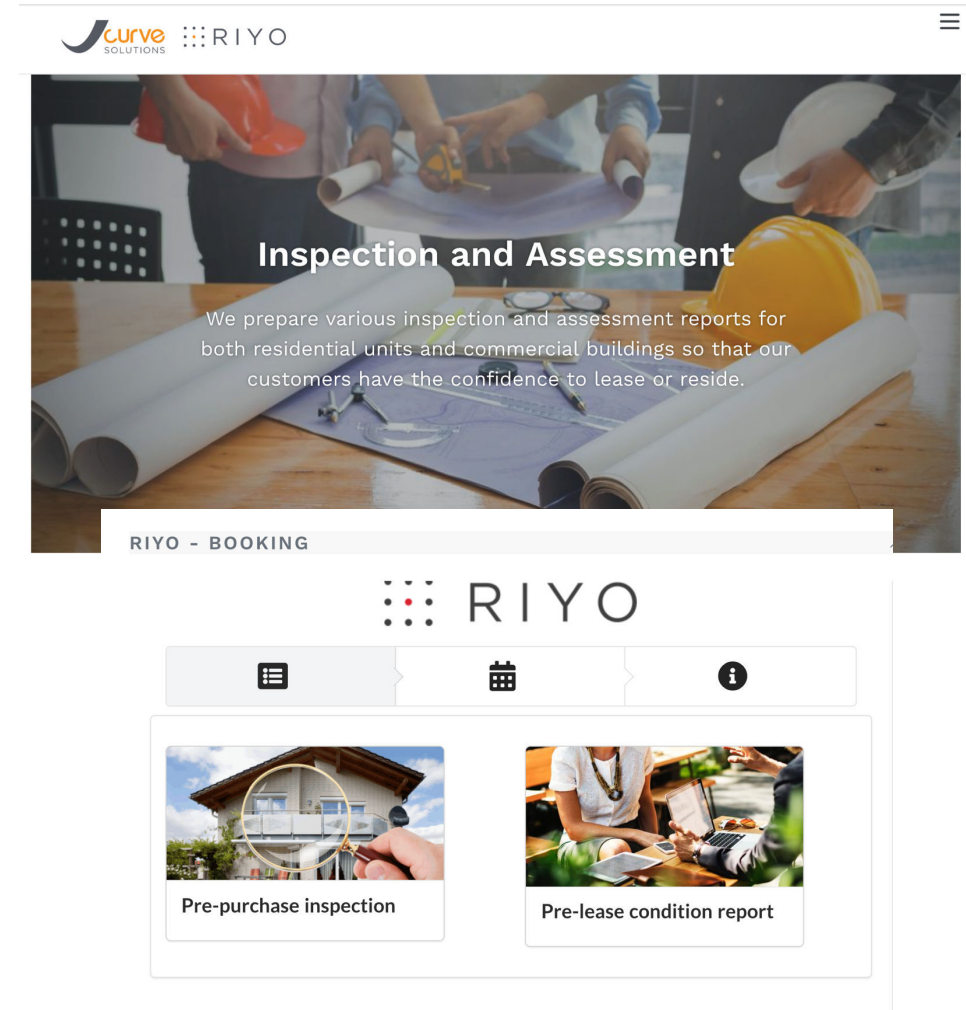 Jcurve
SOLUTIONS
RIYO
Inspection and Assessment
We prepare various inspection and assessment reports for
both residential units and commercial buildings so that our
customers have the confidence to lease or reside.
RIYO - BOOKING
RIYO
Pre-purchase inspection
Pre-lease condition report